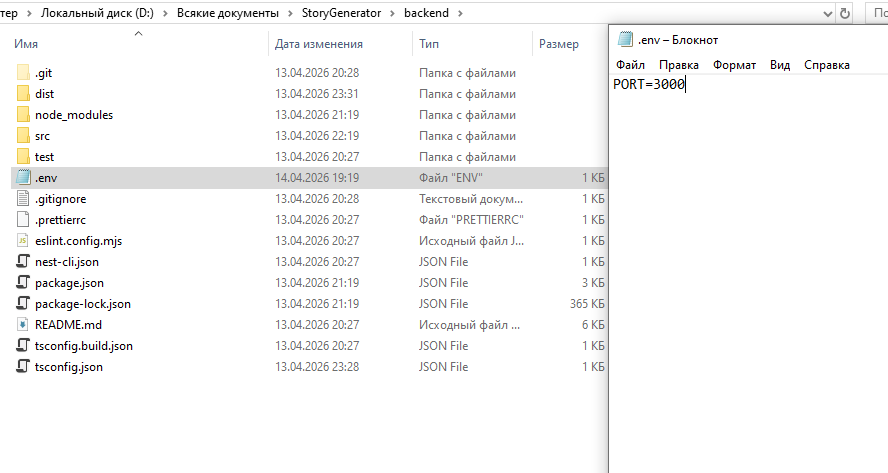 тер › Локальный диск (D:) › Всякие документы › StoryGenerator › backend ›
По
Имя Дата изменения Тип Размер
.git 13.04.2026 20:28 Папка с файлами
dist 13.04.2026 23:31 Папка с файлами
node_modules 13.04.2026 21:19 Папка с файлами
src 13.04.2026 22:19 Папка с файлами
test 13.04.2026 20:27 Папка с файлами
.env 14.04.2026 19:19 Файл "ENV" 1 КБ
.gitignore 13.04.2026 20:28 Текстовый докум... 1 КБ
.prettierrc 13.04.2026 20:27 Файл "PRETTIERRC" 1 КБ
eslint.config.mjs 13.04.2026 20:27 Исходный файл J... 1 КБ
nest-cli.json 13.04.2026 20:27 JSON File 1 КБ
package.json 13.04.2026 21:19 JSON File 3 КБ
package-lock.json 13.04.2026 21:19 JSON File 365 КБ
README.md 13.04.2026 20:27 Исходный файл ... 6 КБ
tsconfig.build.json 13.04.2026 20:27 JSON File 1 КБ
tsconfig.json 13.04.2026 23:28 JSON File 1 КБ
.env – Блокнот
Файл Правка Формат Вид Справка
PORT=3000